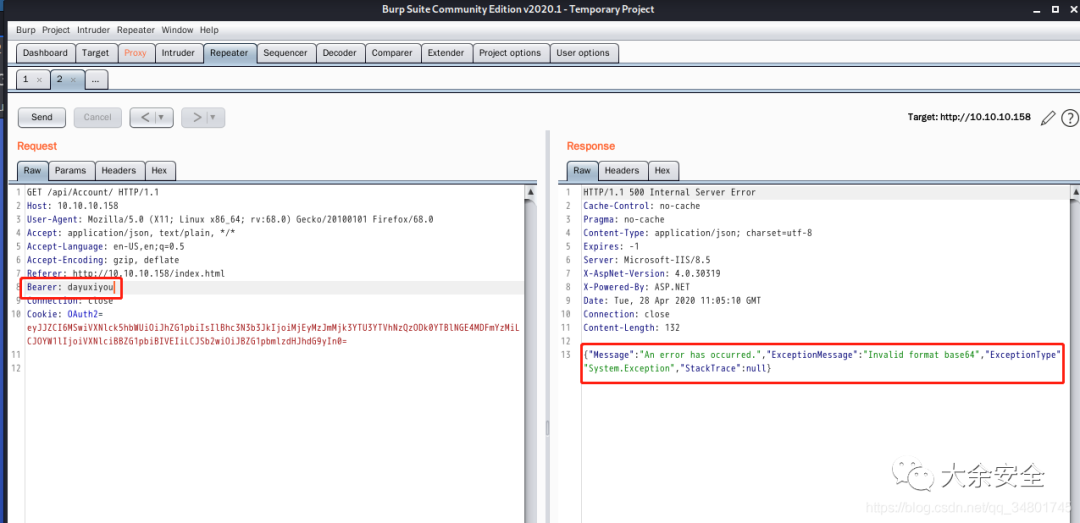 Burp Suite Community Edition v2020.1 - Temporary Project
Burp Project Intruder Repeater Window Help
Dashboard Target Proxy Intruder Repeater Sequencer Decoder Comparer Extender Project options User options
1 × 2 × ...
Send Cancel < ▼ > ▼ Target: http://10.10.10.158 ?
Request
Raw Params Headers Hex
1 GET /api/Account/ HTTP/1.1
2 Host: 10.10.10.158
3 User-Agent: Mozilla/5.0 (X11; Linux x86_64; rv:68.0) Gecko/20100101 Firefox/68.0
4 Accept: application/json, text/plain, */*
5 Accept-Language: en-US,en;q=0.5
6 Accept-Encoding: gzip, deflate
7 Referer: http://10.10.10.158/index.html
8 Bearer: dayuxiyou
9 Connection: close
10 Cookie: OAuth2=
eyJJZCI6MSwiVXNlck5hbWUiOiJhZG1pbiIsIlBhc3N3b3JkIjoiMjEyMzJmMjk3YTU3YTVhNzQzODk0YTBlNGE4MDFmYzMiL
CJOYW1lIjoiVXNlciBBZG1pbiBIVEIiLCJSb2wiOiJBZG1pbmlzdHJhdG9yIn0=
11
12
Response
Raw Headers Hex
1 HTTP/1.1 500 Internal Server Error
2 Cache-Control: no-cache
3 Pragma: no-cache
4 Content-Type: application/json; charset=utf-8
5 Expires: -1
6 Server: Microsoft-IIS/8.5
7 X-AspNet-Version: 4.0.30319
8 X-Powered-By: ASP.NET
9 Date: Tue, 28 Apr 2020 11:05:10 GMT
10 Connection: close
11 Content-Length: 132
12
13 {"Message":"An error has occurred.","ExceptionMessage":"Invalid format base64","ExceptionType"
"System.Exception","StackTrace":null}
大余安全
https://blog.csdn.net/qq_34801745